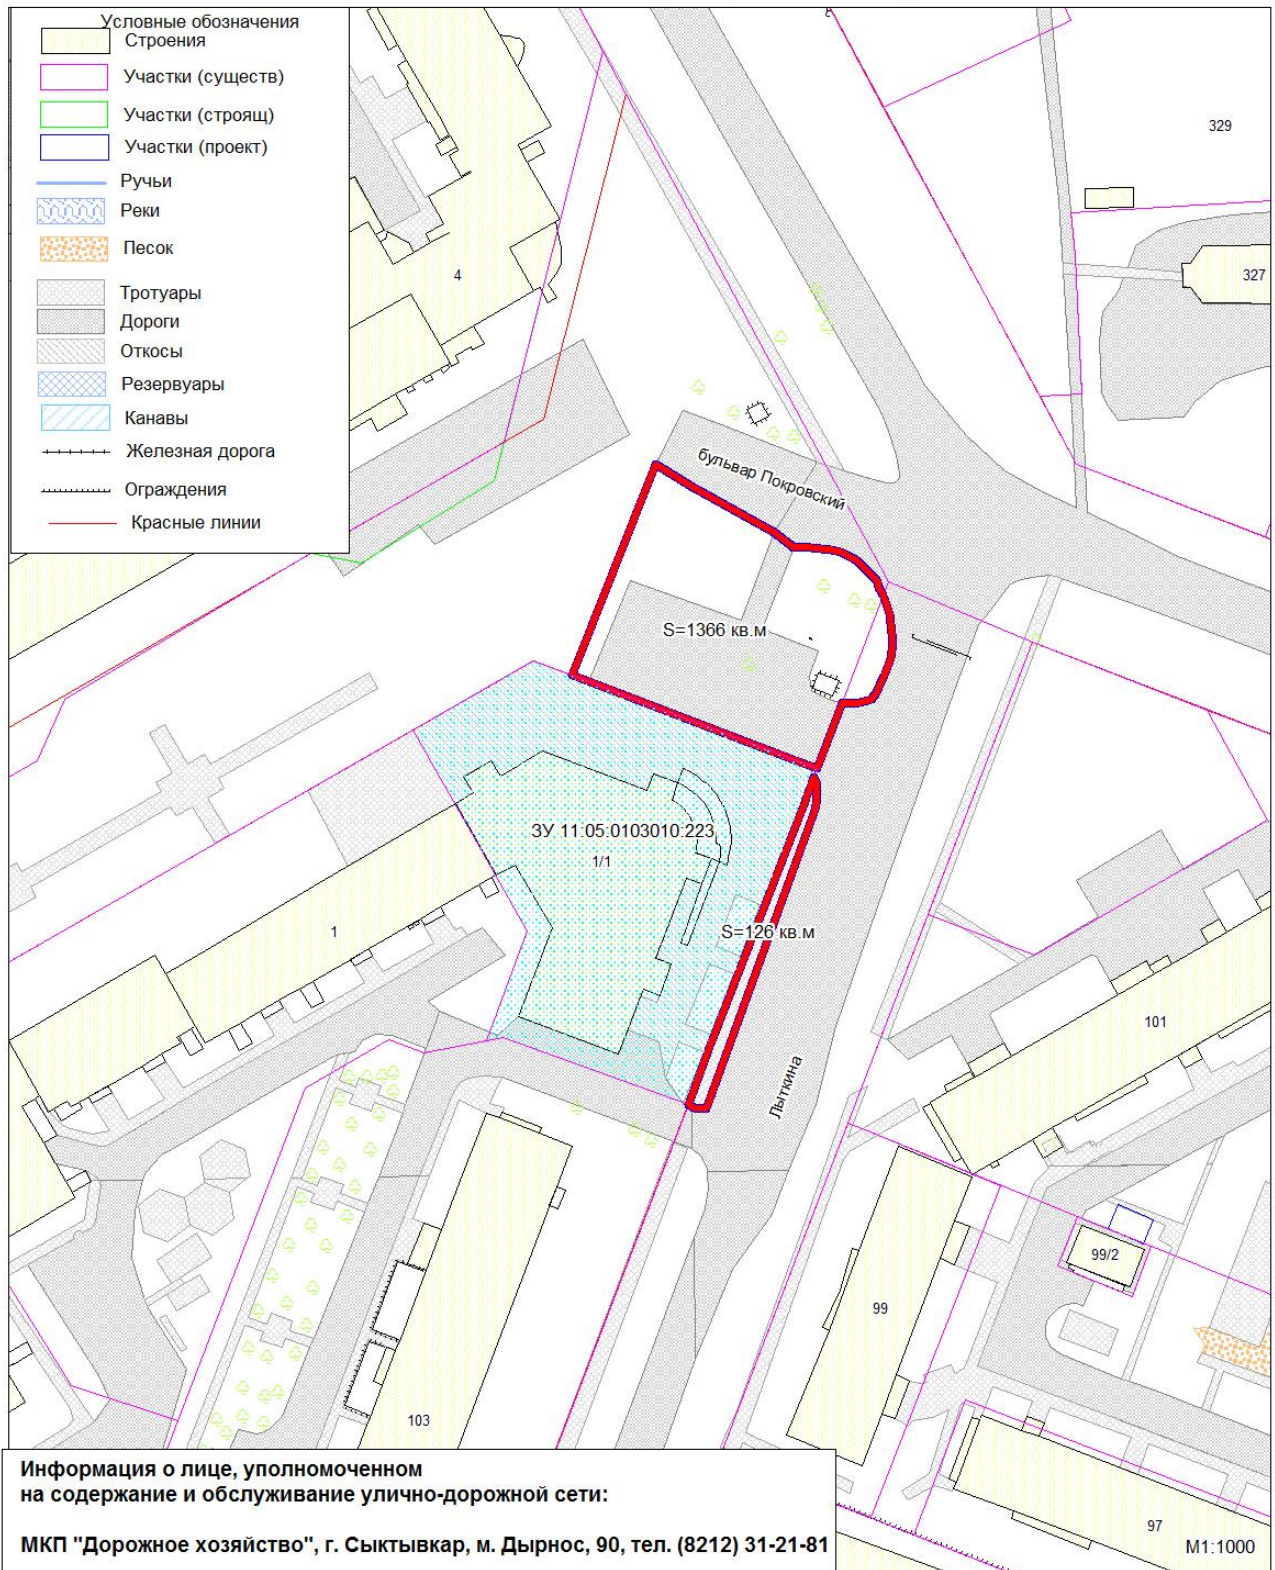 Условные обозначения
Строения
Участки (существ)
Участки (строящ)
Участки (проект)
Ручьи
Реки
Песок
Тротуары
Дороги
Откосы
Резервуары
Канавы
Железная дорога
Ограждения
Красные линии
329
327
4
бульвар Покровский
S=1366 кв.м
ЗУ 11:05:0103010:223
1/1
1
S=126 кв.м
101
Лыткина
99/2
99
103
97
Информация о лице, уполномоченном
на содержание и обслуживание улично-дорожной сети:
МКП "Дорожное хозяйство", г. Сыктывкар, м. Дырнос, 90, тел. (8212) 31-21-81
М1:1000